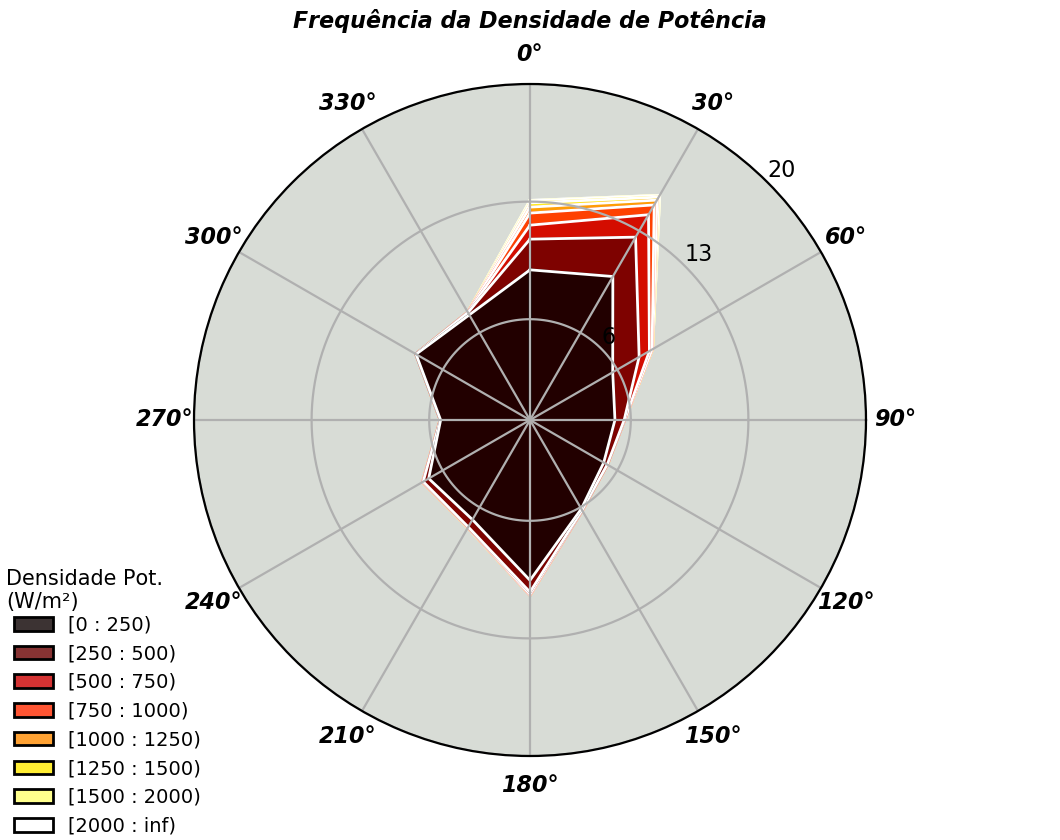 Frequência da Densidade de Potência
0°
330°
30°
20
300°
60°
13
6
270°
90°
240°
120°
210°
150°
180°
Densidade Pot.
(W/m²)
[0 : 250)
[250 : 500)
[500 : 750)
[750 : 1000)
[1000 : 1250)
[1250 : 1500)
[1500 : 2000)
[2000 : inf)